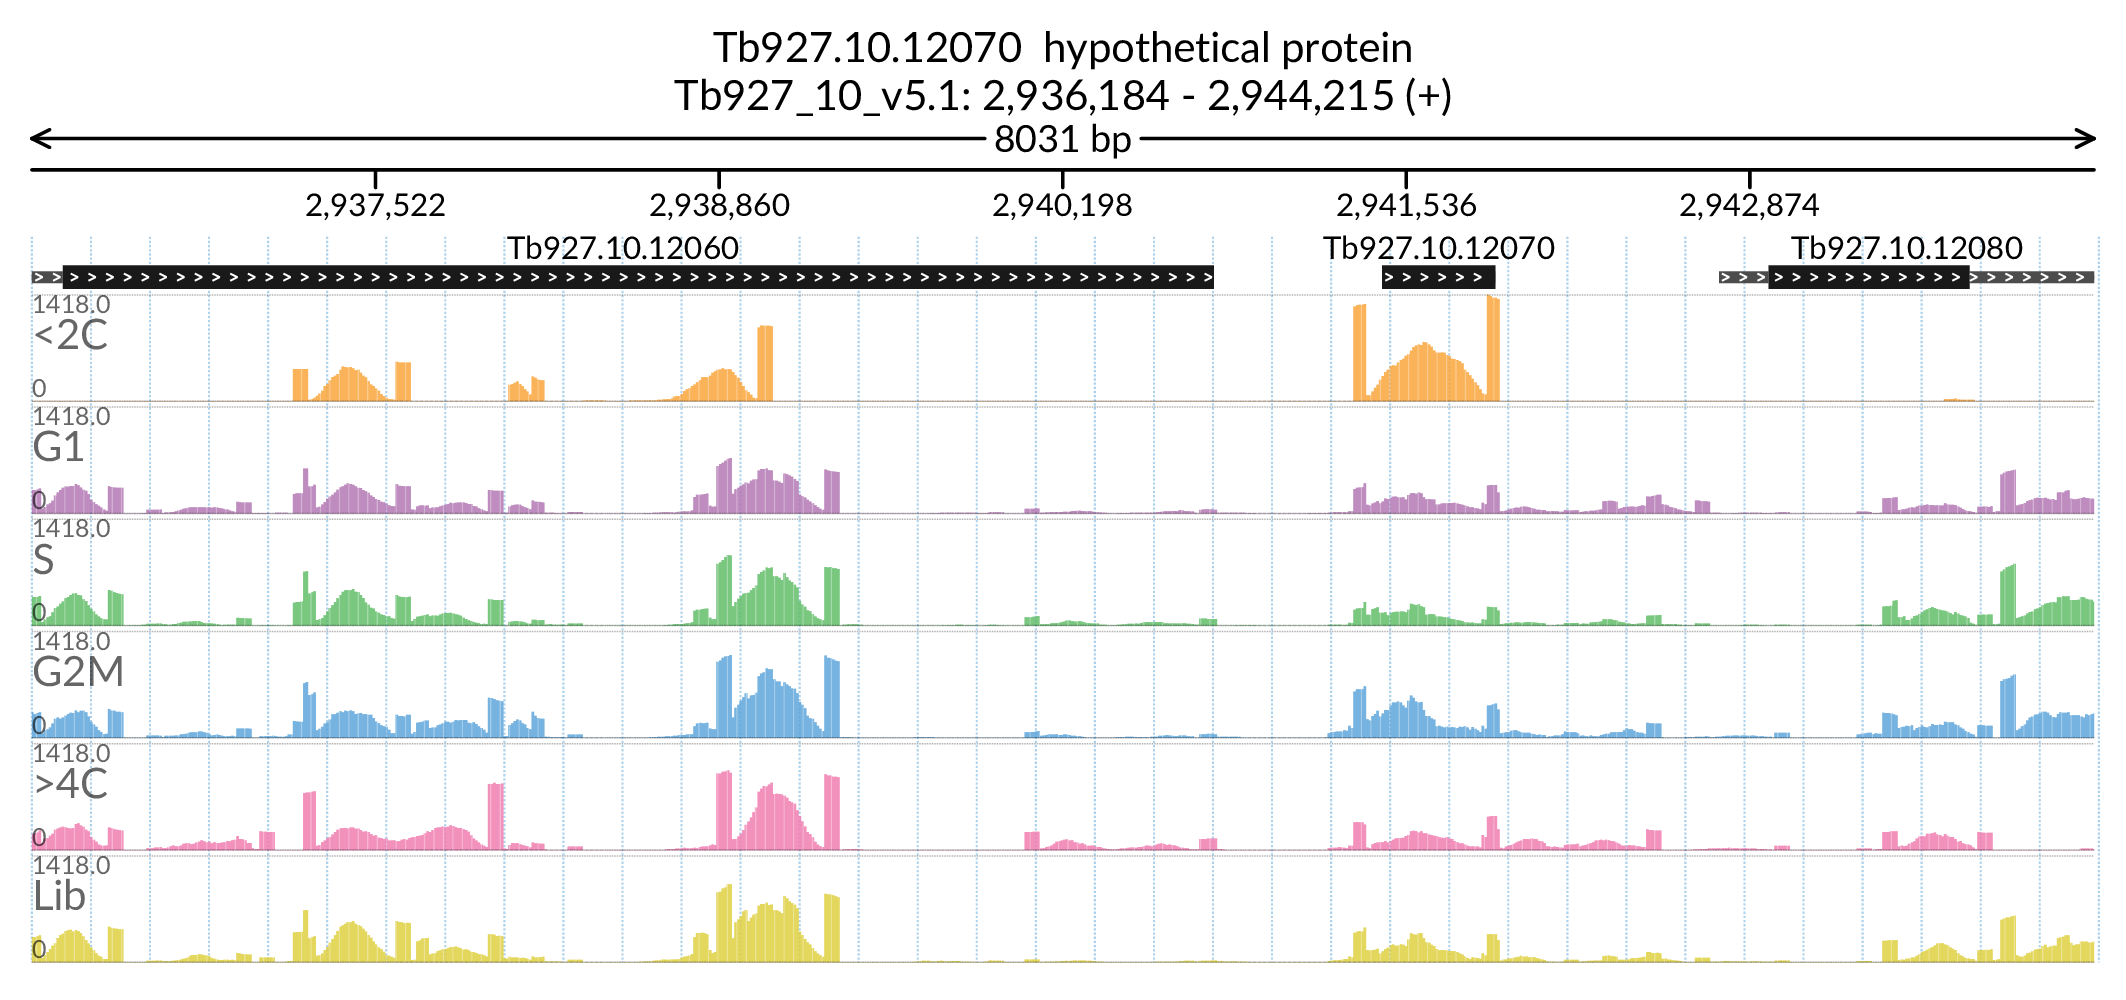 Tb927.10.12070  hypothetical protein
Tb927_10_v5.1: 2,936,184 - 2,944,215 (+)
8031 bp
2,937,522 2,938,860 2,940,198 2,941,536 2,942,874
Tb927.10.12060 Tb927.10.12070 Tb927.10.12080
1418.0
<2C
0
1418.0
G1
0
1418.0
S
0
1418.0
G2M
0
1418.0
>4C
0
1418.0
Lib
0